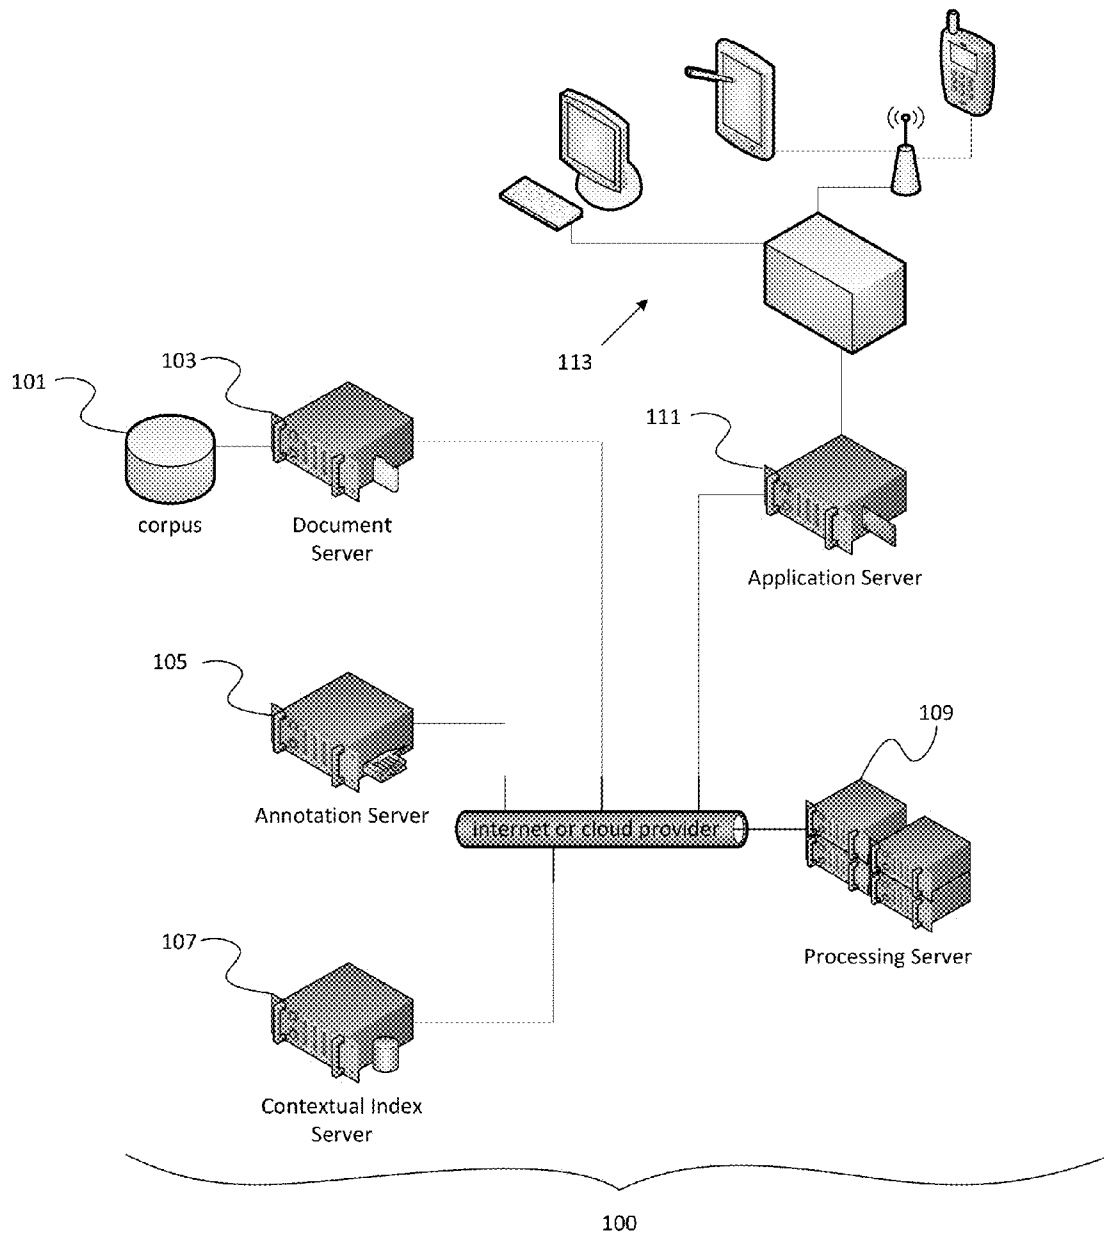 113
103
101
111
corpus
Document
Server
Application Server
105
109
Annotation Server
internet or cloud provider
107
Processing Server
Contextual Index
Server
100